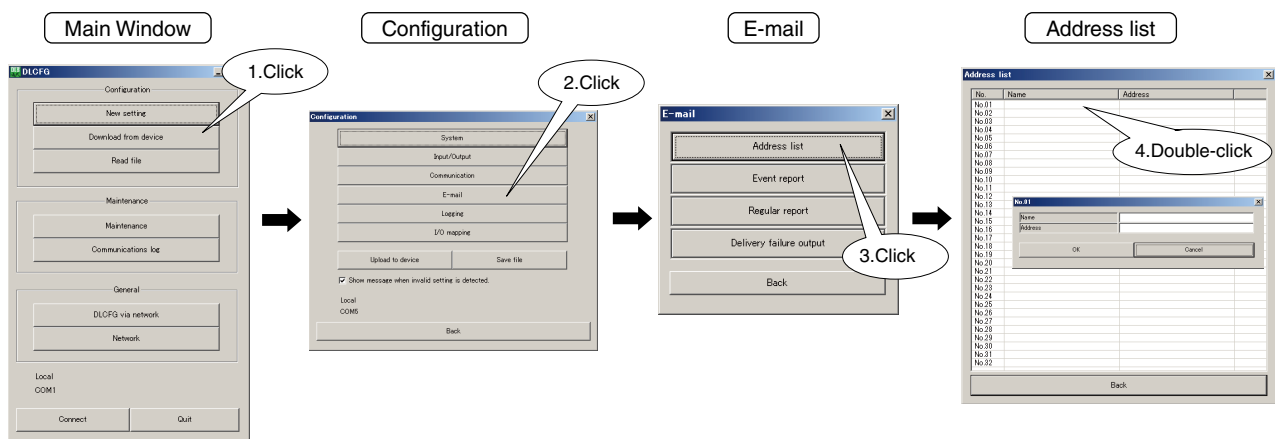 Main Window
Configuration
E-mail
Address list
DLCFG
1.Click
Configuration
New setting
Download from device
Read file
Maintenance
Maintenance
Communications log
General
DLCFG via network
Network
Local
COM1
Connect Quit
2.Click
Configuration
System
Input/Output
Communication
E-mail
Logging
I/O mapping
Upload to device Save file
Show message when invalid setting is detected.
Local
COM5
Back
E-mail
Address list
Event report
Regular report
Delivery failure output
3.Click
Back
Address list
No. Name Address
No.01
No.02
No.03
No.04
No.05
No.06
No.07
No.08
No.09
No.10
No.11
No.12
No.13
No.14
No.15
No.16
No.17
No.18
No.19
No.20
No.21
No.22
No.23
No.24
No.25
No.26
No.27
No.28
No.29
No.30
No.31
No.32
4.Double-click
No.01
Name
Address
OK Cancel
Back